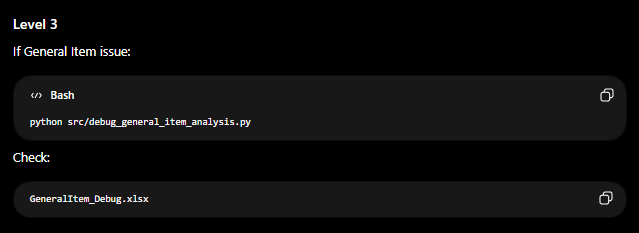 Level 3
If General Item issue:
Bash
python src/debug_general_item_analysis.py
Check:
GeneralItem_Debug.xlsx